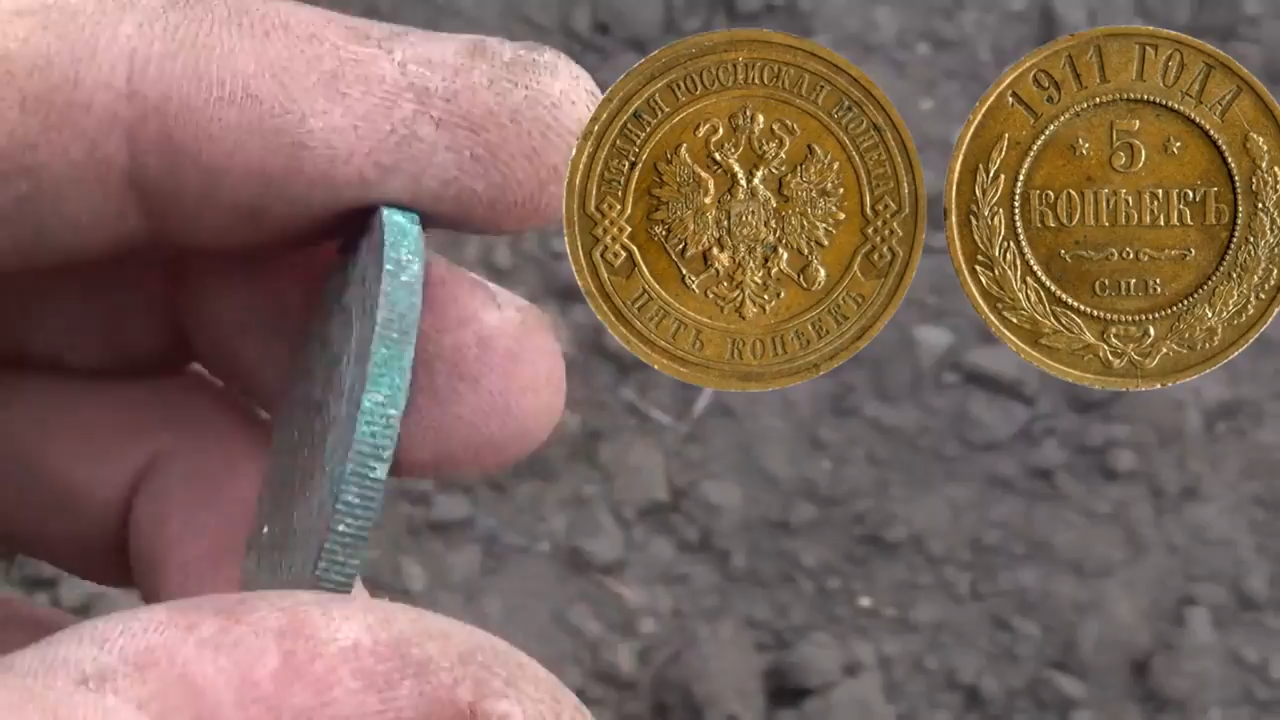 МѢДНАЯ РОССІЙСКАЯ МОНЕТА
ПЯТЬ КОПѢЕКЪ
1911 ГОДА
5
КОПѢЕКЪ
С.П.Б.